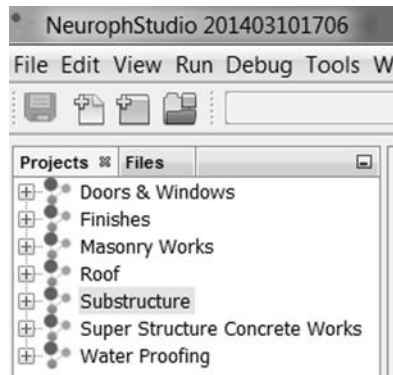 NeurophStudio 201403101706
File Edit View Run Debug Tools W
Projects Files
Doors & Windows
Finishes
Masonry Works
Roof
Substructure
Super Structure Concrete Works
Water Proofing